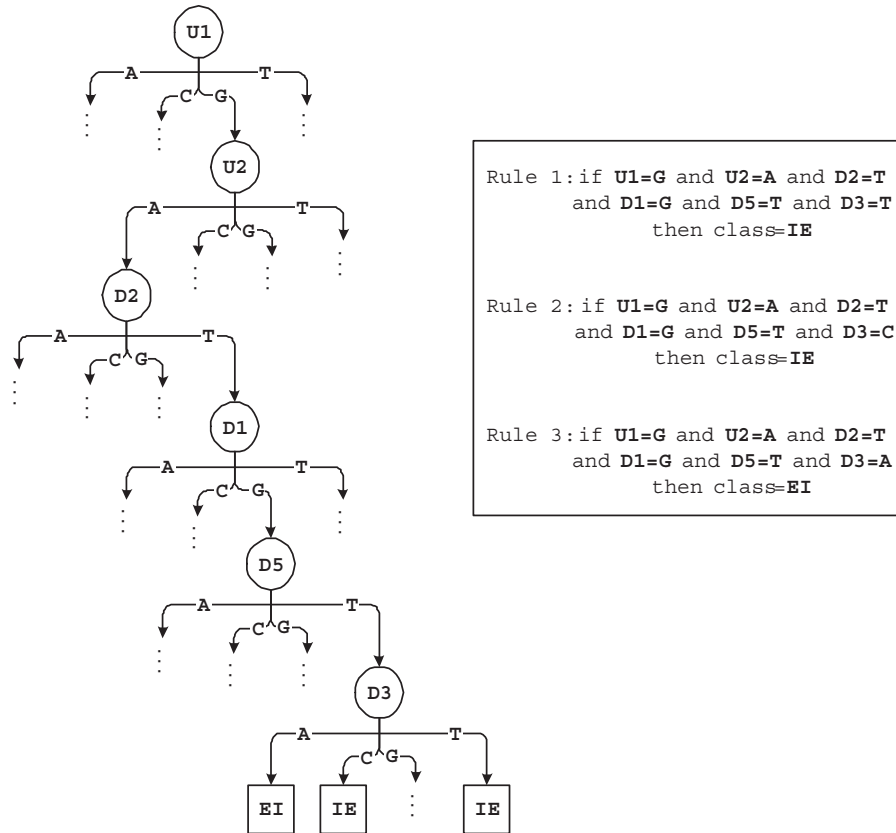 U1
A T
C G
U2
A T
C G
D2
A T
C G
D1
A T
C G
D5
A T
C G
D3
A T
C G
EI IE IE
Rule 1: if U1=G and U2=A and D2=T
and D1=G and D5=T and D3=T
then class=IE
Rule 2: if U1=G and U2=A and D2=T
and D1=G and D5=T and D3=C
then class=IE
Rule 3: if U1=G and U2=A and D2=T
and D1=G and D5=T and D3=A
then class=EI